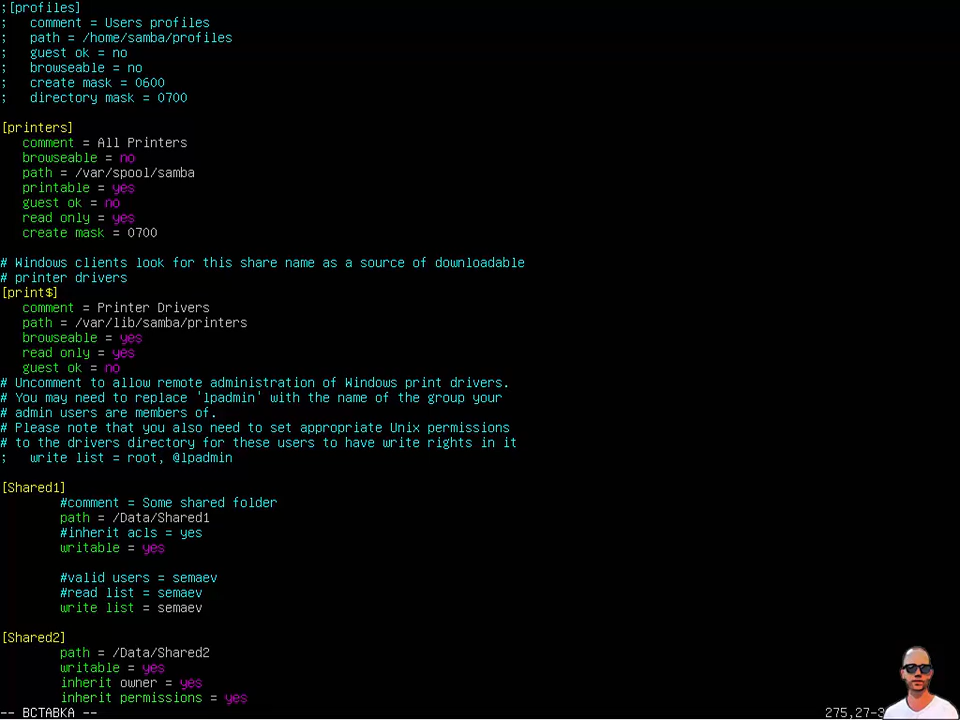 ;[profiles]
;   comment = Users profiles
;   path = /home/samba/profiles
;   guest ok = no
;   browseable = no
;   create mask = 0600
;   directory mask = 0700
[printers]
   comment = All Printers
   browseable = no
   path = /var/spool/samba
   printable = yes
   guest ok = no
   read only = yes
   create mask = 0700
# Windows clients look for this share name as a source of downloadable
# printer drivers
[print$]
   comment = Printer Drivers
   path = /var/lib/samba/printers
   browseable = yes
   read only = yes
   guest ok = no
# Uncomment to allow remote administration of Windows print drivers.
# You may need to replace 'lpadmin' with the name of the group your
# admin users are members of.
# Please note that you also need to set appropriate Unix permissions
# to the drivers directory for these users to have write rights in it
;   write list = root, @lpadmin
[Shared1]
        #comment = Some shared folder
        path = /Data/Shared1
        #inherit acls = yes
        writable = yes
        #valid users = semaev
        #read list = semaev
        write list = semaev
[Shared2]
        path = /Data/Shared2
        writable = yes
        inherit owner = yes
        inherit permissions = yes
-- ВСТАВКА -- 275,27-3